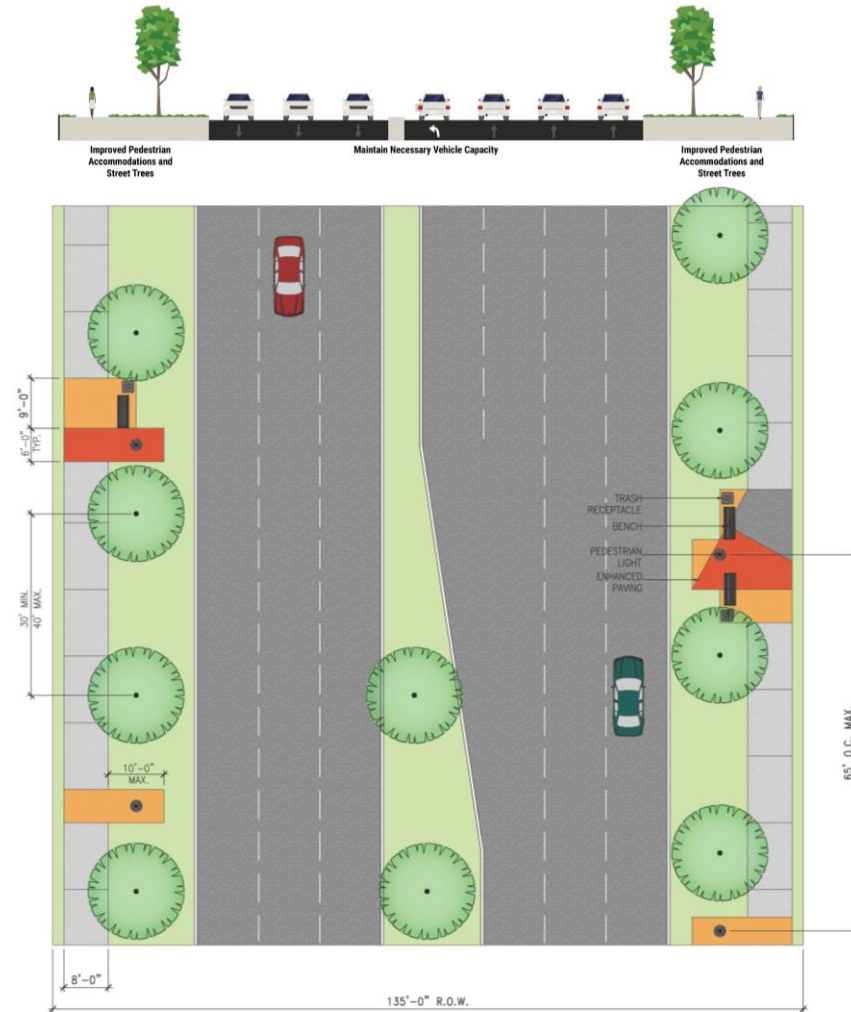 Improved Pedestrian
Accommodations and
Street Trees
Maintain Necessary Vehicle Capacity
Improved Pedestrian
Accommodations and
Street Trees
9'-0"
6'-0"
TYP.
30' MIN.
40' MAX.
10'-0"
MAX.
TRASH
RECEPTACLE
BENCH
PEDESTRIAN
LIGHT
ENHANCED
PAVING
65' O.C. MAX.
8'-0"
135'-0" R.O.W.